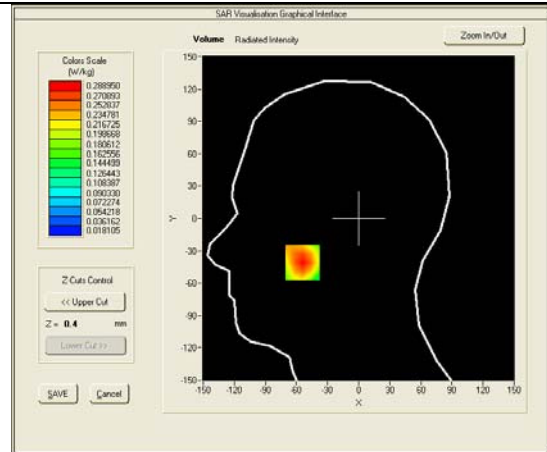 SAR Visualisation Graphical Interface
Volume Radiated Intensity
Zoom In/Out
Colors Scale
(W/kg)
0.288950
0.270893
0.252837
0.234781
0.216725
0.198668
0.180612
0.162556
0.144499
0.126443
0.108387
0.090330
0.072274
0.054218
0.036162
0.018105
Z Cuts Control
<< Upper Cut
Z = 0.4 mm
Lower Cut >>
SAVE Cancel
150
120
90
60
30
Y 0
-30
-60
-90
-120
-150
-150 -120 -90 -60 -30 0 30 60 90 120 150
X